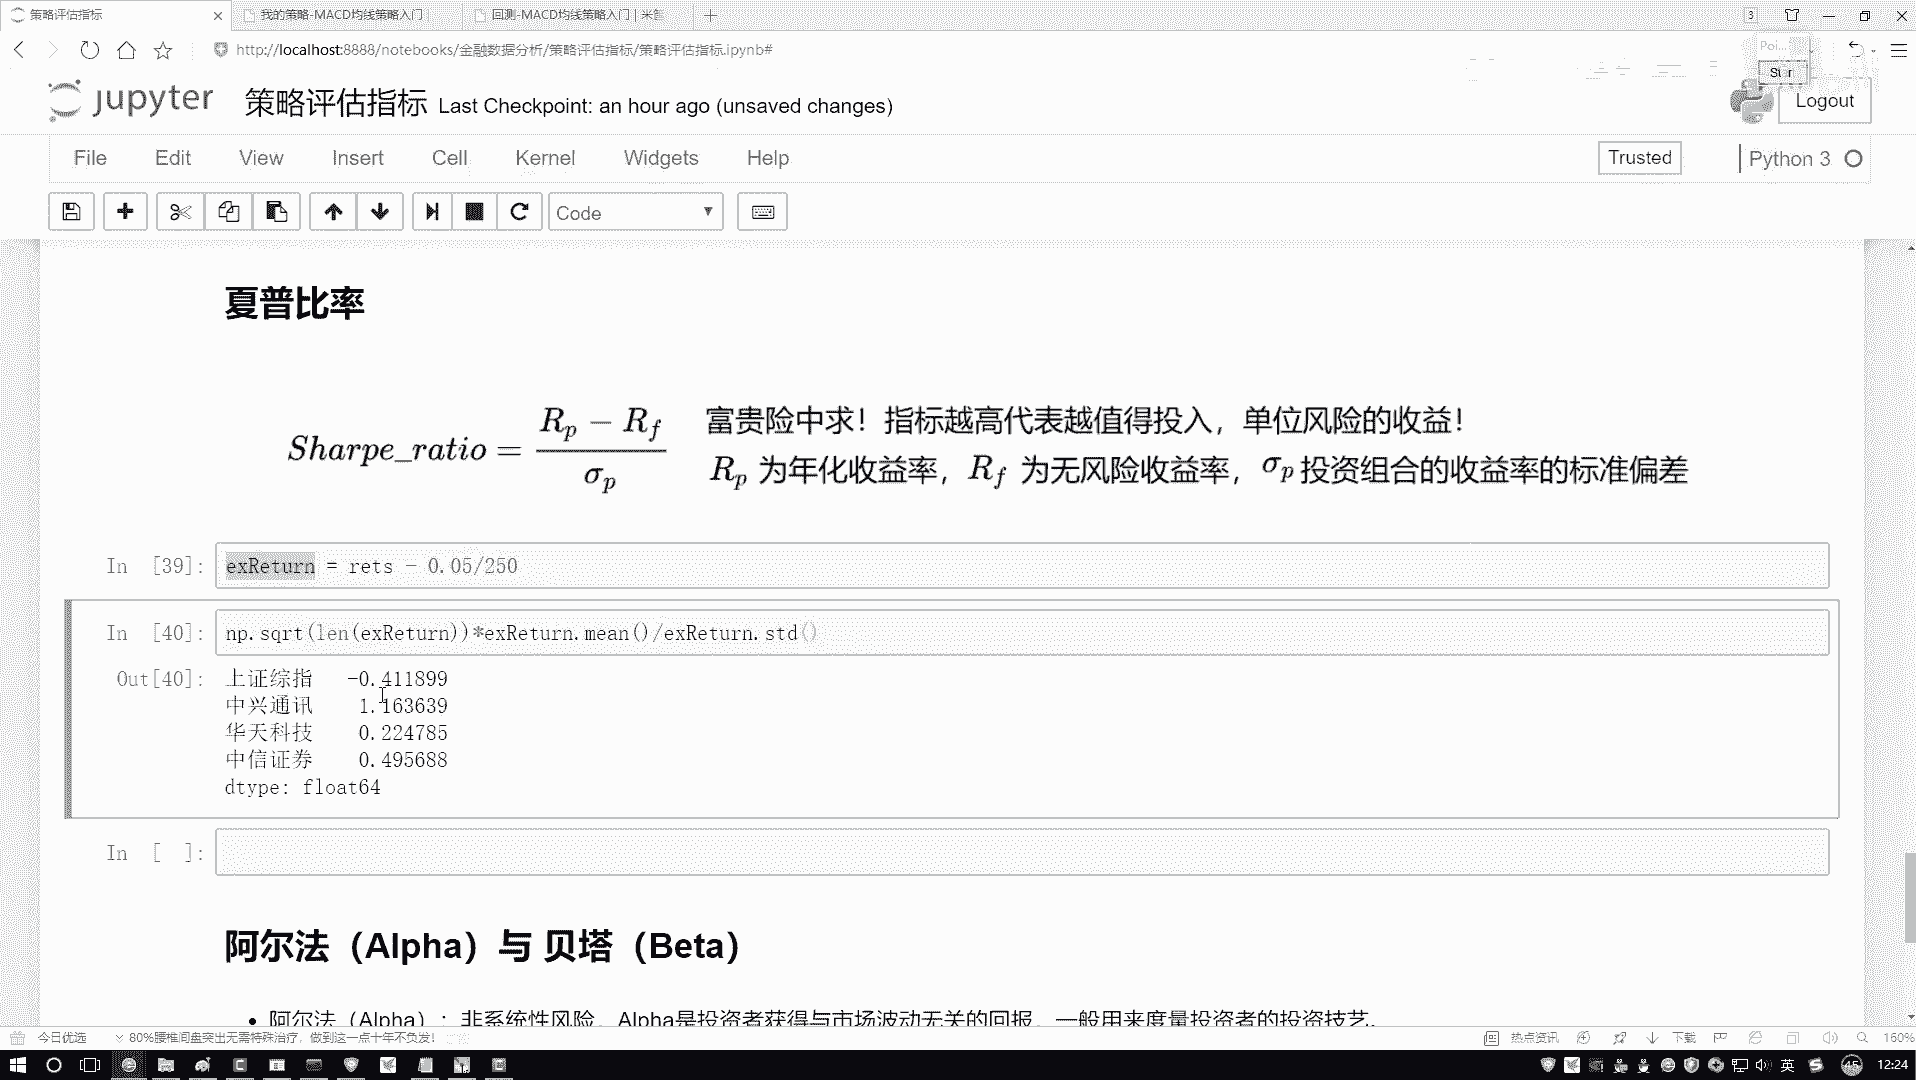 策略评估指标
我的策略-MACD均线策略入门
回测-MACD均线策略入门 | 米筐
3
http://localhost:8888/notebooks/金融数据分析/策略评估指标/策略评估指标.ipynb#
Poi...
jupyter 策略评估指标 Last Checkpoint: an hour ago (unsaved changes)
Logout
File Edit View Insert Cell Kernel Widgets Help
Trusted Python 3
Code
夏普比率
Sharpe_ratio = (R_p − R_f) / σ_p
富贵险中求！指标越高代表越值得投入，单位风险的收益！
R_p 为年化收益率，R_f 为无风险收益率，σ_p 投资组合的收益率的标准偏差
In [39]: exReturn = rets - 0.05/250
In [40]: np.sqrt(len(exReturn))*exReturn.mean()/exReturn.std()
Out[40]: 上证综指 -0.411899
中兴通讯 1.163639
华天科技 0.224785
中信证券 0.495688
dtype: float64
In [ ]:
阿尔法（Alpha）与 贝塔（Beta）
• 阿尔法（Alpha）：非系统性风险，Alpha是投资者获得与市场波动无关的回报，一般用来度量投资者的投资技艺。
今日优选 80%腰椎间盘突出无需特殊治疗，做到这一点十年不负发！
热点资讯 下载 160%
英 45 12:24